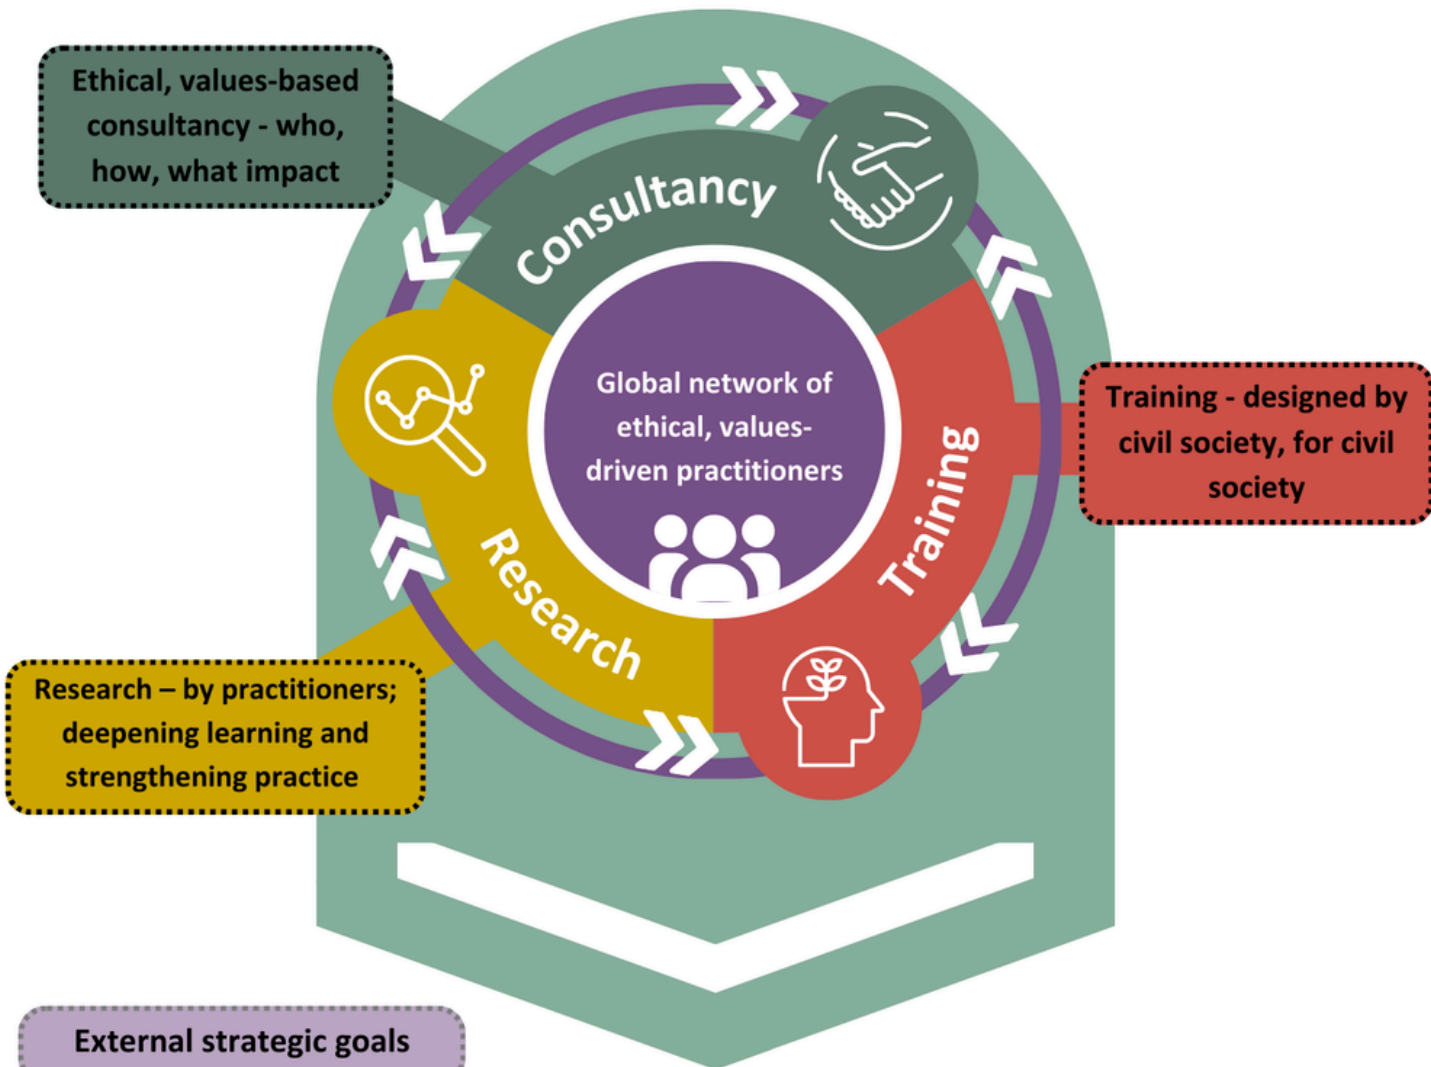 Ethical, values-based
consultancy - who,
how, what impact
Consultancy
Global network of
ethical, values-
driven practitioners
Training - designed by
civil society, for civil
society
Training
Research
Research – by practitioners;
deepening learning and
strengthening practice
External strategic goals